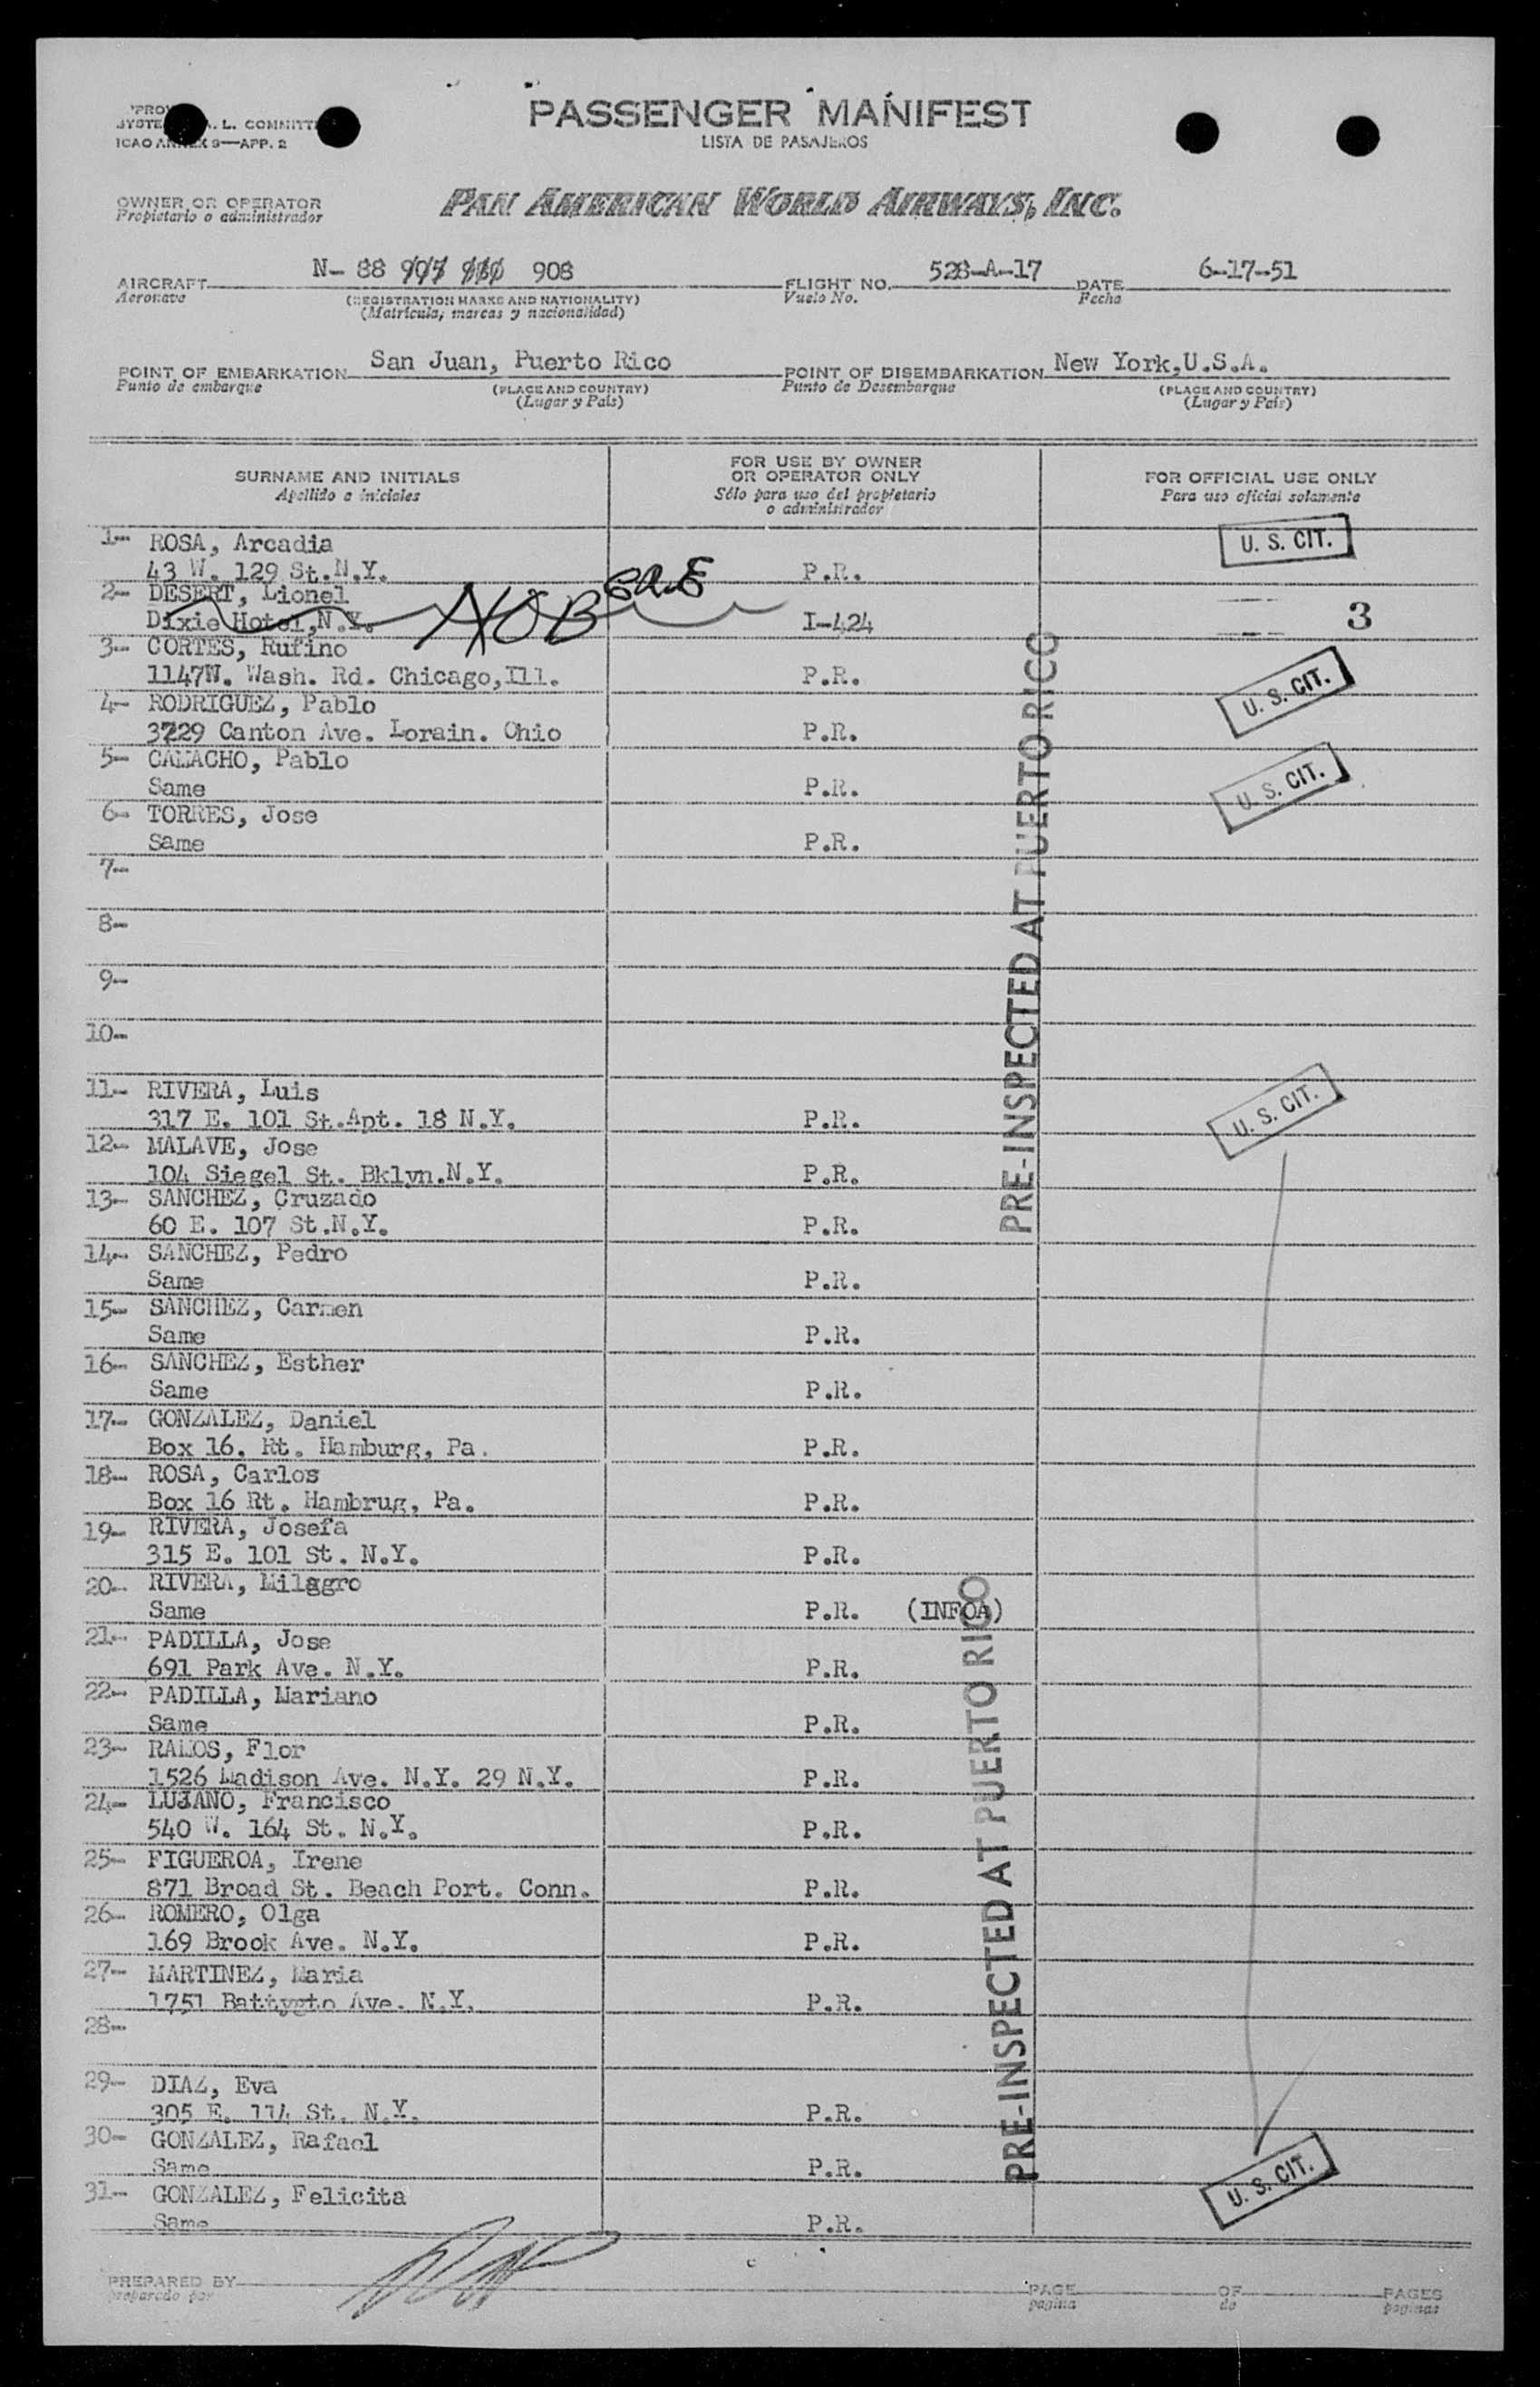 PASSENGER MANIFEST
LISTA DE PASAJEROS
ICAO ANNEX 9—APP. 2
OWNER OR OPERATOR
Propietario o administrador
PAN AMERICAN WORLD AIRWAYS, INC.
AIRCRAFT N- 88 908
Aeronave
(REGISTRATION MARKS AND NATIONALITY)
(Matrícula, marcas y nacionalidad)
FLIGHT NO. 528-A-17
Vuelo No.
DATE 6-17-51
Fecha
POINT OF EMBARKATION San Juan, Puerto Rico
Punto de embarque
(PLACE AND COUNTRY)
(Lugar y País)
POINT OF DISEMBARKATION New York,U.S.A.
Punto de Desembarque
(PLACE AND COUNTRY)
(Lugar y País)
SURNAME AND INITIALS
Apellido e iniciales
FOR USE BY OWNER
OR OPERATOR ONLY
Sólo para uso del propietario
o administrador
FOR OFFICIAL USE ONLY
Para uso oficial solamente
1- ROSA, Arcadia
43 W. 129 St.N.Y. P.R. U. S. CIT.
2- DESERT, Lionel
Dixie Hotel,N.Y. NOB I-424 3
3- CORTES, Rufino
1147W. Wash. Rd. Chicago,Ill. P.R. U. S. CIT.
4- RODRIGUEZ, Pablo
3729 Canton Ave. Lorain. Ohio P.R.
5- CAMACHO, Pablo
Same P.R. U. S. CIT.
6- TORRES, Jose
Same P.R.
7-
8-
9-
10-
PRE-INSPECTED AT PUERTO RICO
11- RIVERA, Luis
317 E. 101 St.Apt. 18 N.Y. P.R. U. S. CIT.
12- MALAVE, Jose
104 Siegel St. Bklyn.N.Y. P.R.
13- SANCHEZ, Cruzado
60 E. 107 St.N.Y. P.R.
14- SANCHEZ, Pedro
Same P.R.
15- SANCHEZ, Carmen
Same P.R.
16- SANCHEZ, Esther
Same P.R.
17- GONZALEZ, Daniel
Box 16. Rt. Hamburg, Pa. P.R.
18- ROSA, Carlos
Box 16 Rt. Hambrug, Pa. P.R.
19- RIVERA, Josefa
315 E. 101 St. N.Y. P.R.
20- RIVERA, Milagro
Same P.R. (INFOA)
21- PADILLA, Jose
691 Park Ave. N.Y. P.R.
22- PADILLA, Mariano
Same P.R.
23- RAMOS, Flor
1526 Madison Ave. N.Y. 29 N.Y. P.R.
24- LUJANO, Francisco
540 W. 164 St. N.Y. P.R.
25- FIGUEROA, Irene
871 Broad St. Beach Port. Conn. P.R.
26- ROMERO, Olga
169 Brook Ave. N.Y. P.R.
27- MARTINEZ, Maria
1751 Battygto Ave. N.Y. P.R.
28-
PRE-INSPECTED AT PUERTO RICO
29- DIAZ, Eva
305 E. 114 St. N.Y. P.R.
30- GONZALEZ, Rafael
Same P.R. U. S. CIT.
31- GONZALEZ, Felicita
Same P.R.
PREPARED BY
preparado por
PAGE OF PAGES
pagina de paginas